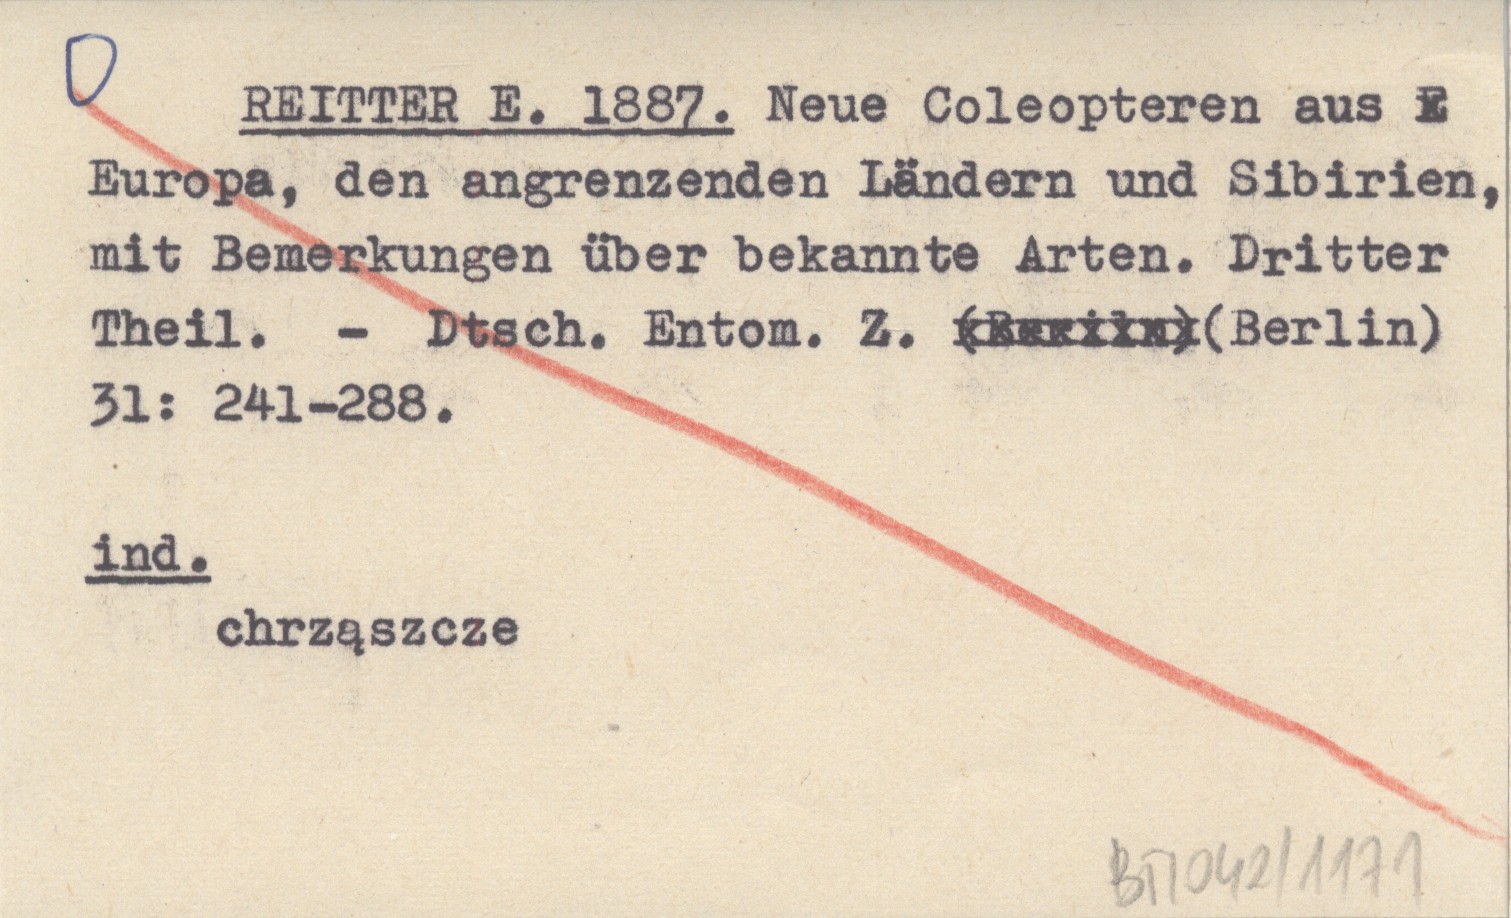 REITTER E. 1887. Neue Coleopteren aus
Europa, den angrenzenden Ländern und Sibirien,
mit Bemerkungen über bekannte Arten. Dritter
Theil. - Dtsch. Entom. Z. (Berlin)
31: 241-288.
ind.
chrząszcze
042/1171